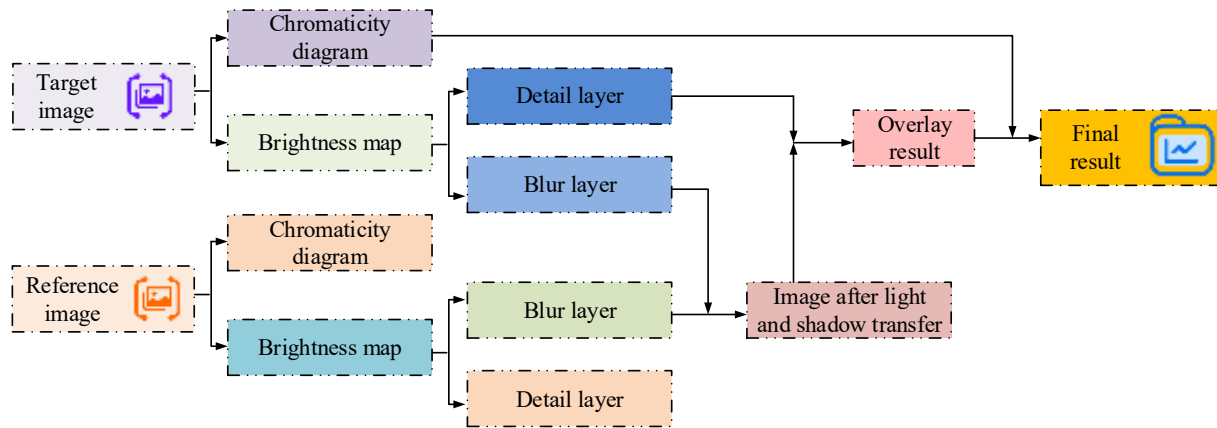 Chromaticity
diagram
Target
image
Brightness map
Detail layer
Blur layer
Overlay
result
Final
result
Chromaticity
diagram
Reference
image
Brightness map
Blur layer
Detail layer
Image after light
and shadow transfer